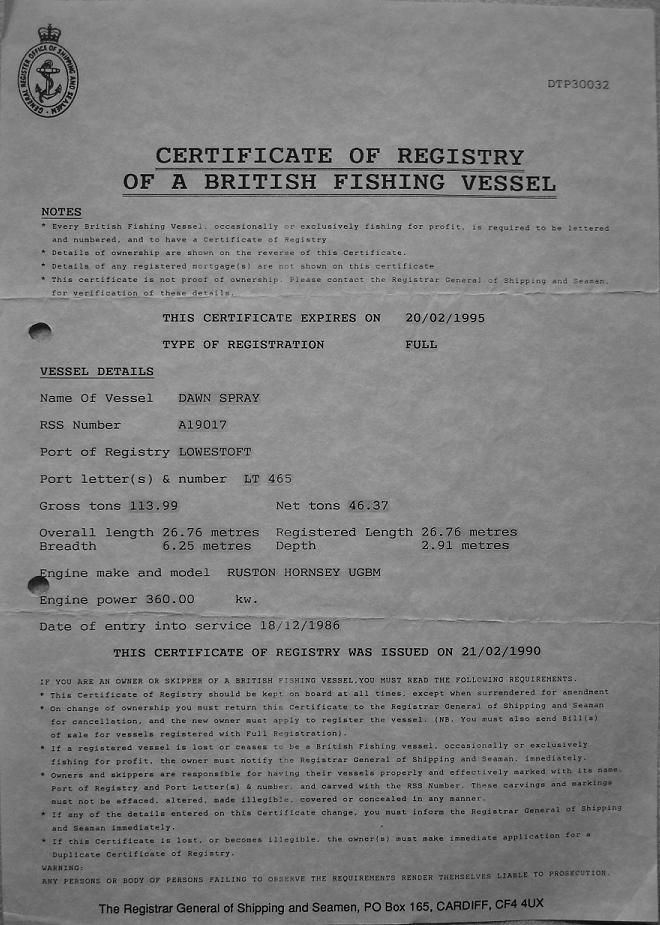 GENERAL REGISTER OFFICE OF SHIPPING AND SEAMEN
DTP30032
CERTIFICATE OF REGISTRY
OF A BRITISH FISHING VESSEL
NOTES
* Every British Fishing Vessel, occasionally or exclusively fishing for profit, is required to be lettered
and numbered, and to have a Certificate of Registry
* Details of ownership are shown on the reverse of this Certificate.
* Details of any registered mortgage(s) are not shown on this certificate
* This certificate is not proof of ownership. Please contact the Registrar General of Shipping and Seaman,
for verification of these details.
THIS CERTIFICATE EXPIRES ON 20/02/1995
TYPE OF REGISTRATION FULL
VESSEL DETAILS
Name Of Vessel DAWN SPRAY
RSS Number A19017
Port of Registry LOWESTOFT
Port letter(s) & number LT 465
Gross tons 113.99 Net tons 46.37
Overall length 26.76 metres Registered Length 26.76 metres
Breadth 6.25 metres Depth 2.91 metres
Engine make and model RUSTON HORNSEY UGBM
Engine power 360.00 kw.
Date of entry into service 18/12/1986
THIS CERTIFICATE OF REGISTRY WAS ISSUED ON 21/02/1990
IF YOU ARE AN OWNER OR SKIPPER OF A BRITISH FISHING VESSEL,YOU MUST READ THE FOLLOWING REQUIREMENTS.
* This Certificate of Registry should be kept on board at all times, except when surrendered for amendment
* On change of ownership you must return this Certificate to the Registrar General of Shipping and Seaman
for cancellation, and the new owner must apply to register the vessel. (NB. You must also send Bill(s)
of sale for vessels registered with Full Registration).
* If a registered vessel is lost or ceases to be a British Fishing vessel, occasionally or exclusively
fishing for profit, the owner must notify the Registrar General of Shipping and Seaman, immediately.
* Owners and skippers are responsible for having their vessels properly and effectively marked with its name,
Port of Registry and Port Letter(s) & number, and carved with the RSS Number. These carvings and markings
must not be effaced, altered, made illegible, covered or concealed in any manner.
* If any of the details entered on this Certificate change, you must inform the Registrar General of Shipping
and Seaman immediately.
* If this Certificate is lost, or becomes illegible, the owner(s) must make immediate application for a
Duplicate Certificate of Registry.
WARNING:
ANY PERSONS OR BODY OF PERSONS FAILING TO OBSERVE THE REQUIREMENTS RENDER THEMSELVES LIABLE TO PROSECUTION.
The Registrar General of Shipping and Seamen, PO Box 165, CARDIFF, CF4 4UX